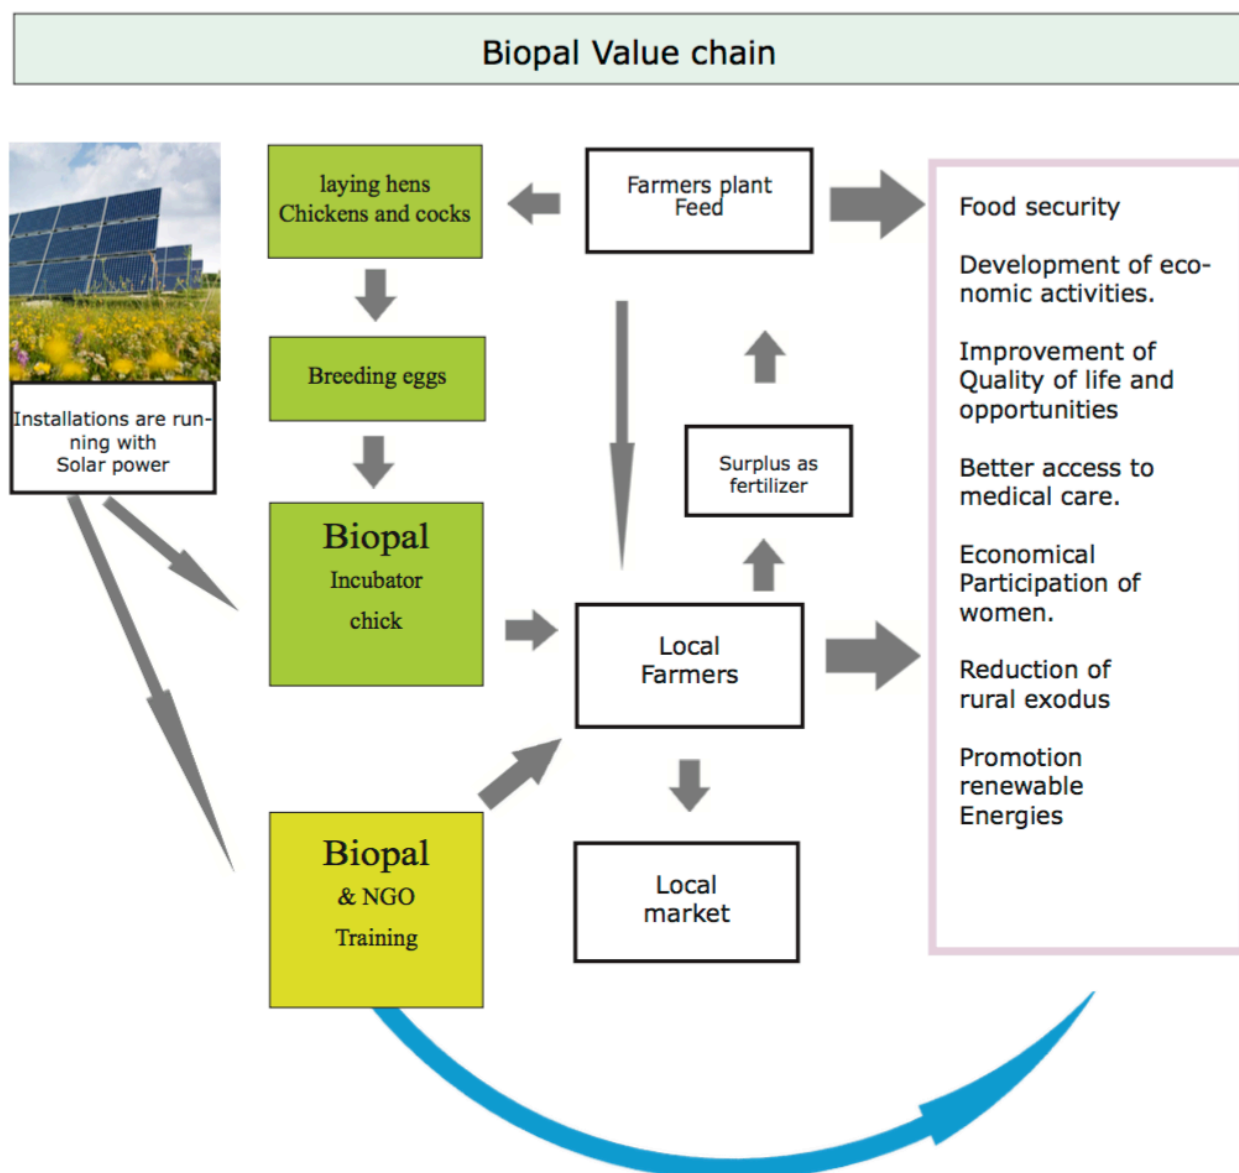 Biopal Value chain
Installations are run-
ning with
Solar power
laying hens
Chickens and cocks
Breeding eggs
Biopal
Incubator
chick
Biopal
& NGO
Training
Farmers plant
Feed
Surplus as
fertilizer
Local
Farmers
Local
market
Food security
Development of eco-
nomic activities.
Improvement of
Quality of life and
opportunities
Better access to
medical care.
Economical
Participation of
women.
Reduction of
rural exodus
Promotion
renewable
Energies